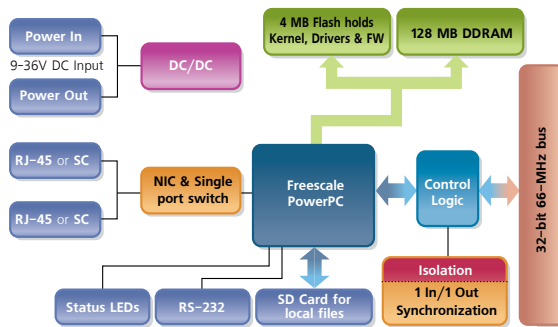 Power In
9-36V DC Input
Power Out
DC/DC
4 MB Flash holds
Kernel, Drivers & FW
128 MB DDRAM
RJ-45 or SC
RJ-45 or SC
NIC & Single
port switch
Freescale
PowerPC
Control
Logic
32-bit 66-MHz bus
Isolation
1 In/1 Out
Synchronization
Status LEDs
RS-232
SD Card for
local files